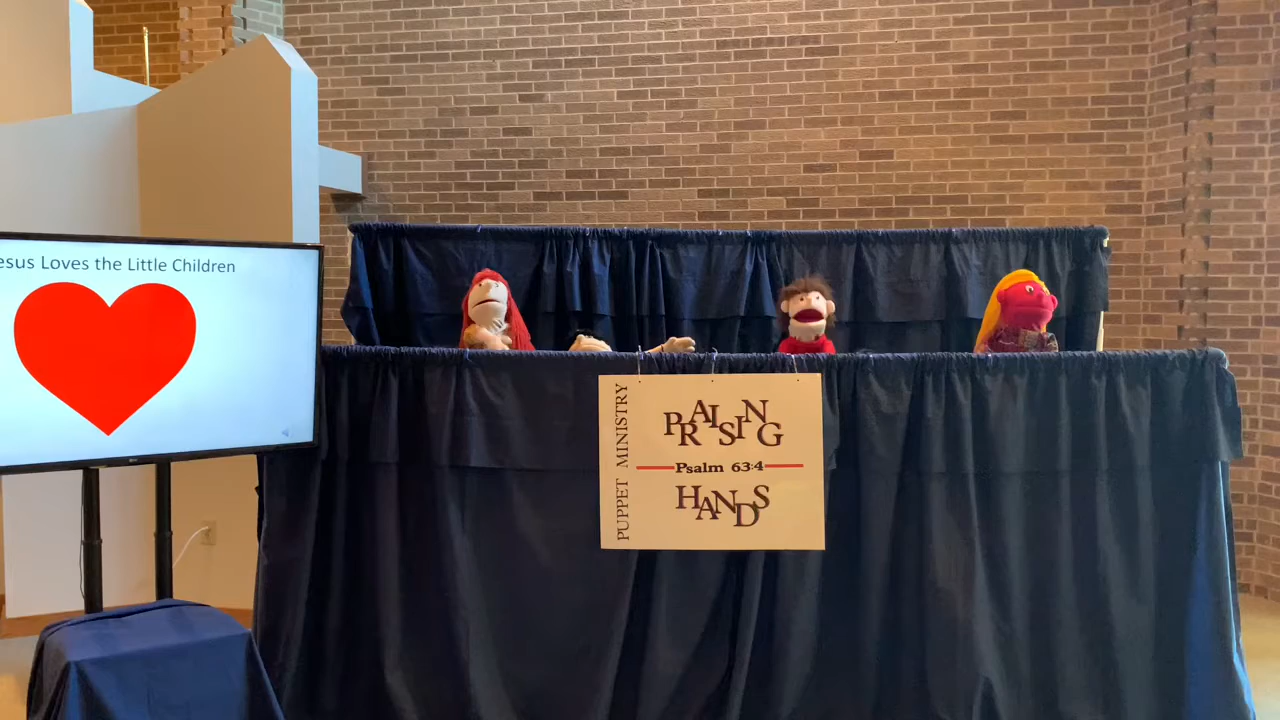 esus Loves the Little Children
PUPPET MINISTRY
PRAISING
Psalm 63:4
HANDS